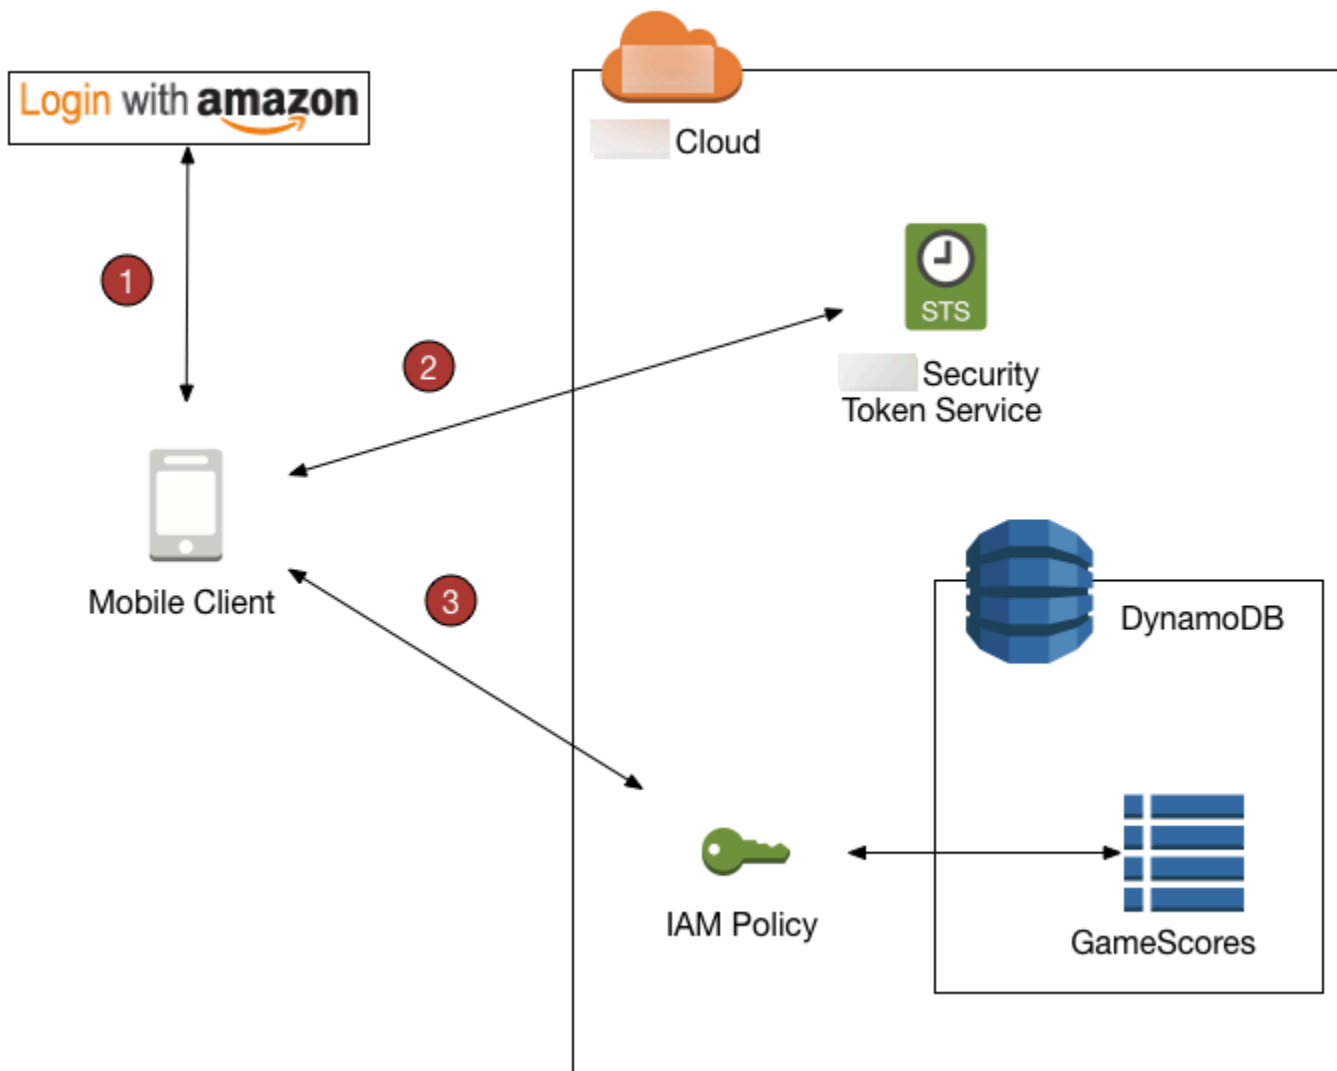 Login with amazon
Cloud
1
STS
2
Security
Token Service
Mobile Client
3
DynamoDB
IAM Policy
GameScores